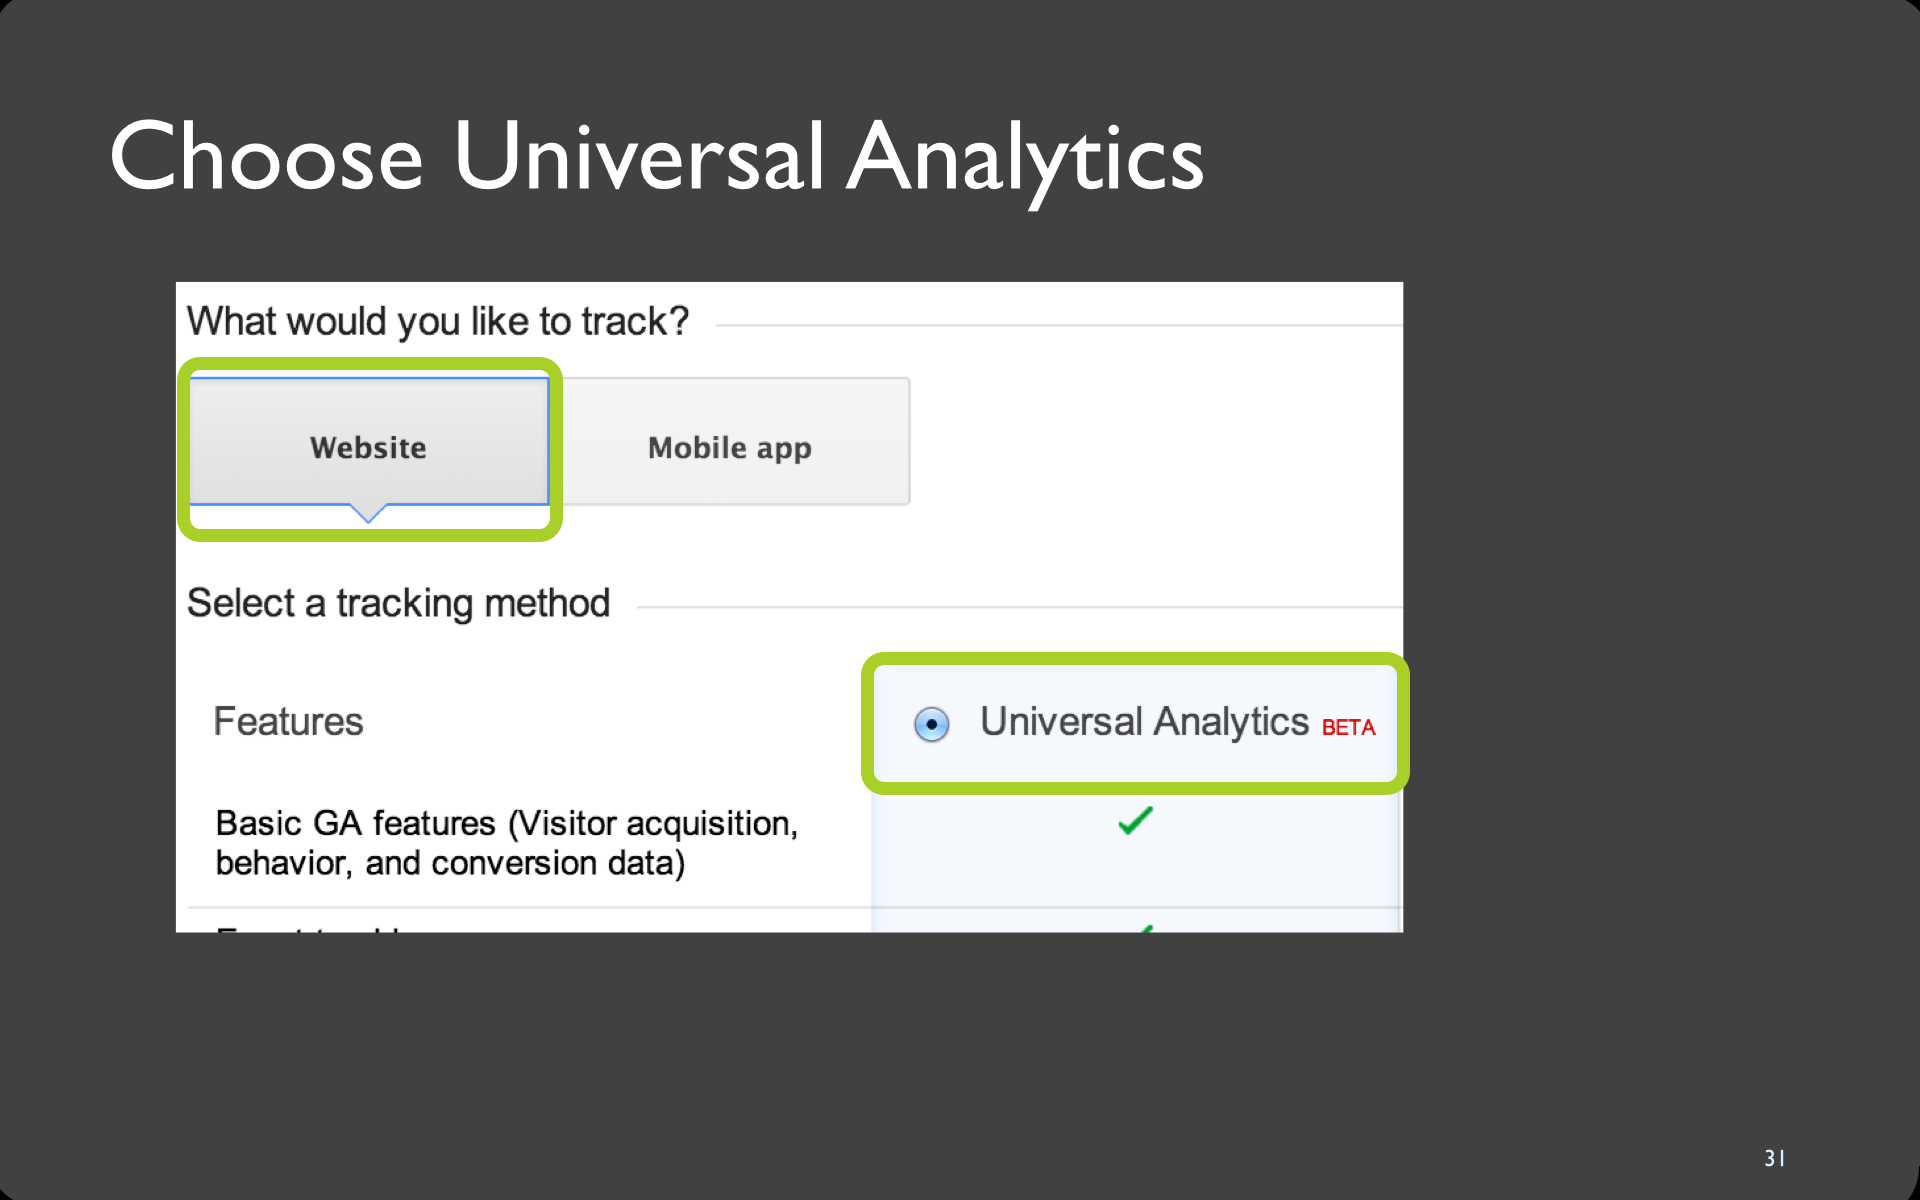 Choose Universal Analytics
What would you like to track?
Website
Mobile app
Select a tracking method
Features
Universal Analytics BETA
Basic GA features (Visitor acquisition,
behavior, and conversion data)
31